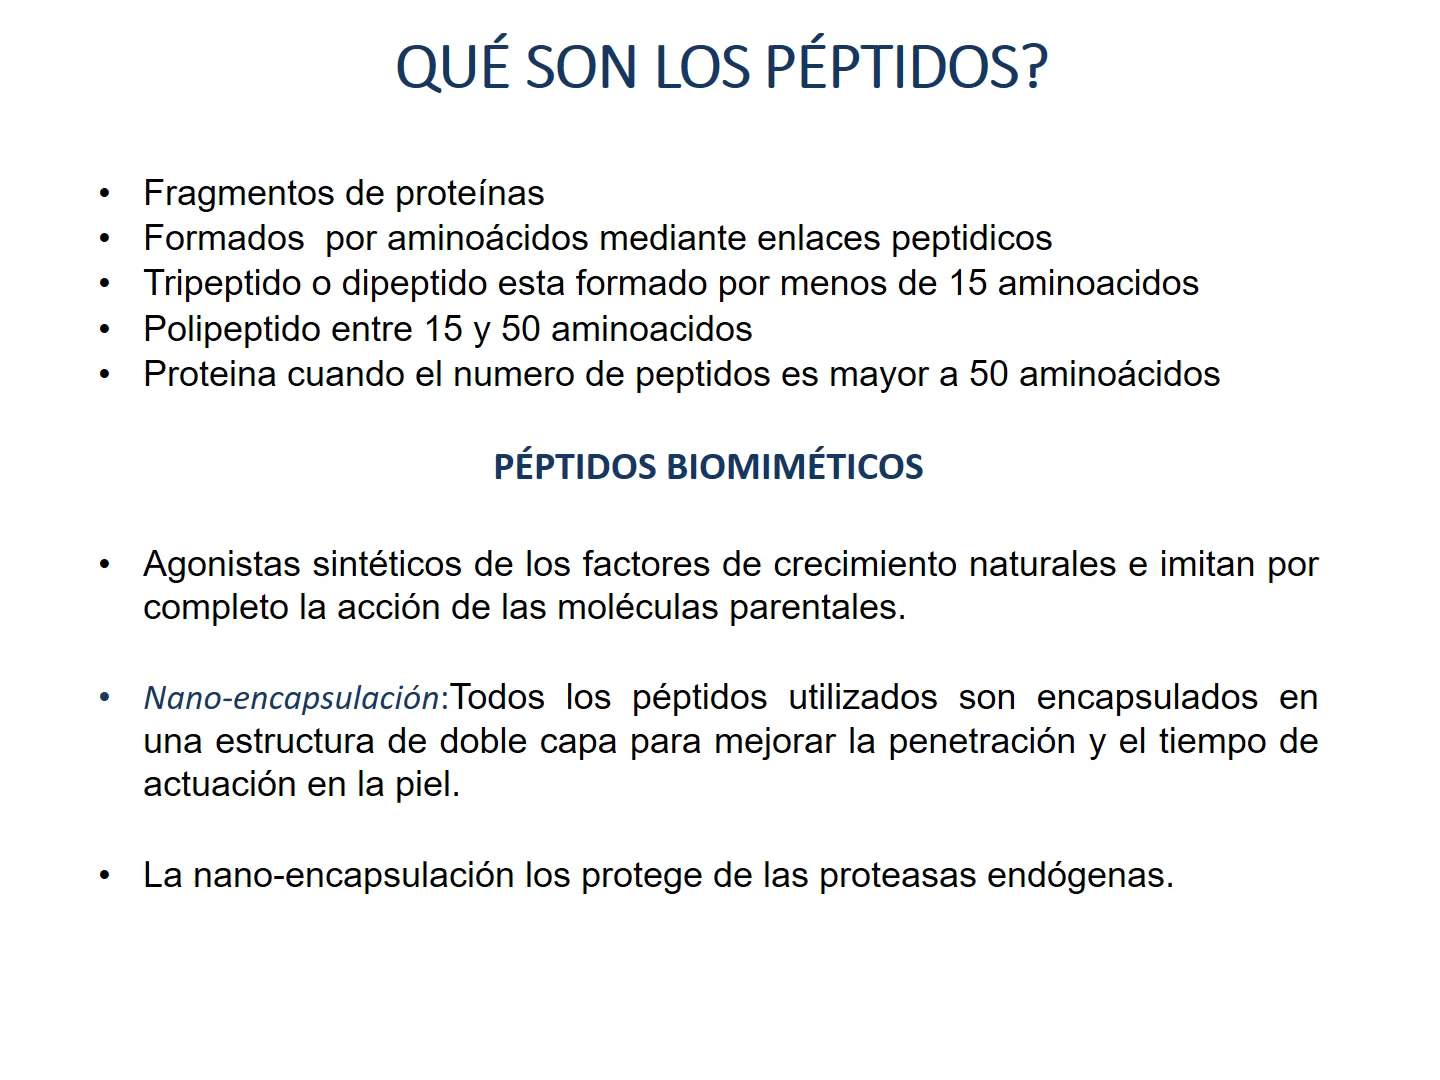 QUÉ SON LOS PÉPTIDOS?
• Fragmentos de proteínas
• Formados  por aminoácidos mediante enlaces peptidicos
• Tripeptido o dipeptido esta formado por menos de 15 aminoacidos
• Polipeptido entre 15 y 50 aminoacidos
• Proteina cuando el numero de peptidos es mayor a 50 aminoácidos
PÉPTIDOS BIOMIMÉTICOS
• Agonistas sintéticos de los factores de crecimiento naturales e imitan por
completo la acción de las moléculas parentales.
• Nano-encapsulación:Todos los péptidos utilizados son encapsulados en
una estructura de doble capa para mejorar la penetración y el tiempo de
actuación en la piel.
• La nano-encapsulación los protege de las proteasas endógenas.